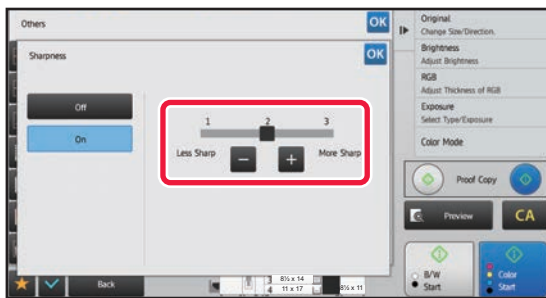 Others
OK
Sharpness
OK
Off
On
1 2 3
Less Sharp
More Sharp
Original
Change Size/Direction.
Brightness
Adjust Brightness
RGB
Adjust Thickness of RGB
Exposure
Select Type/Exposure
Color Mode
Proof Copy
Preview
CA
B/W
Start
Color
Start
Back
3 8½ x 14
4 11 x 17
8½ x 11